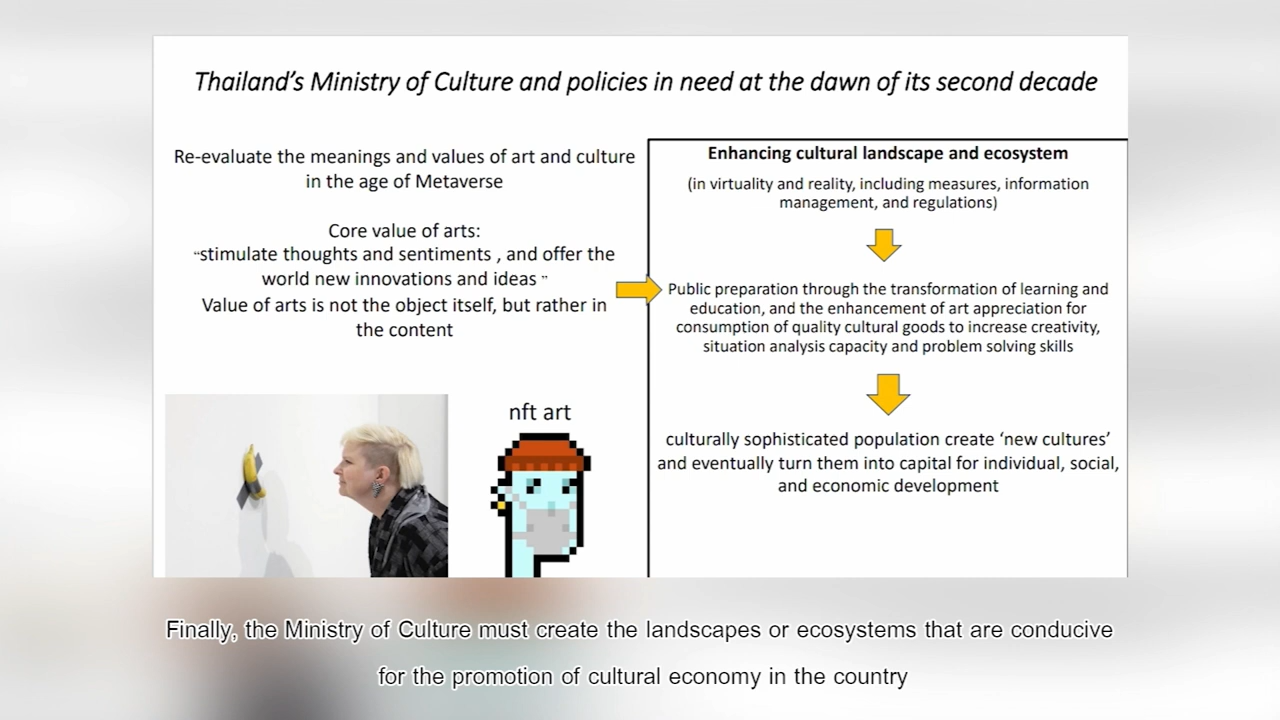 Thailand's Ministry of Culture and policies in need at the dawn of its second decade
Re-evaluate the meanings and values of art and culture
in the age of Metaverse
Core value of arts:
“stimulate thoughts and sentiments , and offer the
world new innovations and ideas ”
Value of arts is not the object itself, but rather in
the content
nft art
Enhancing cultural landscape and ecosystem
(in virtuality and reality, including measures, information
management, and regulations)
Public preparation through the transformation of learning and
education, and the enhancement of art appreciation for
consumption of quality cultural goods to increase creativity,
situation analysis capacity and problem solving skills
culturally sophisticated population create ‘new cultures’
and eventually turn them into capital for individual, social,
and economic development
Finally, the Ministry of Culture must create the landscapes or ecosystems that are conducive
for the promotion of cultural economy in the country